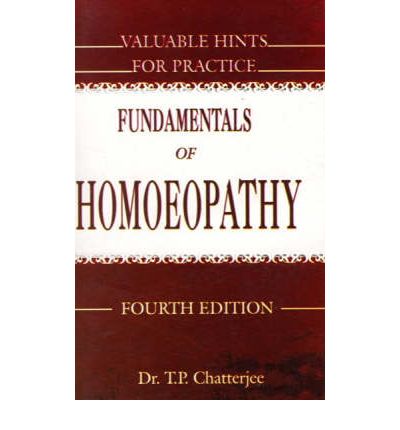 VALUABLE HINTS
FOR PRACTICE
FUNDAMENTALS
OF
HOMOEOPATHY
FOURTH EDITION
Dr. T.P. Chatterjee